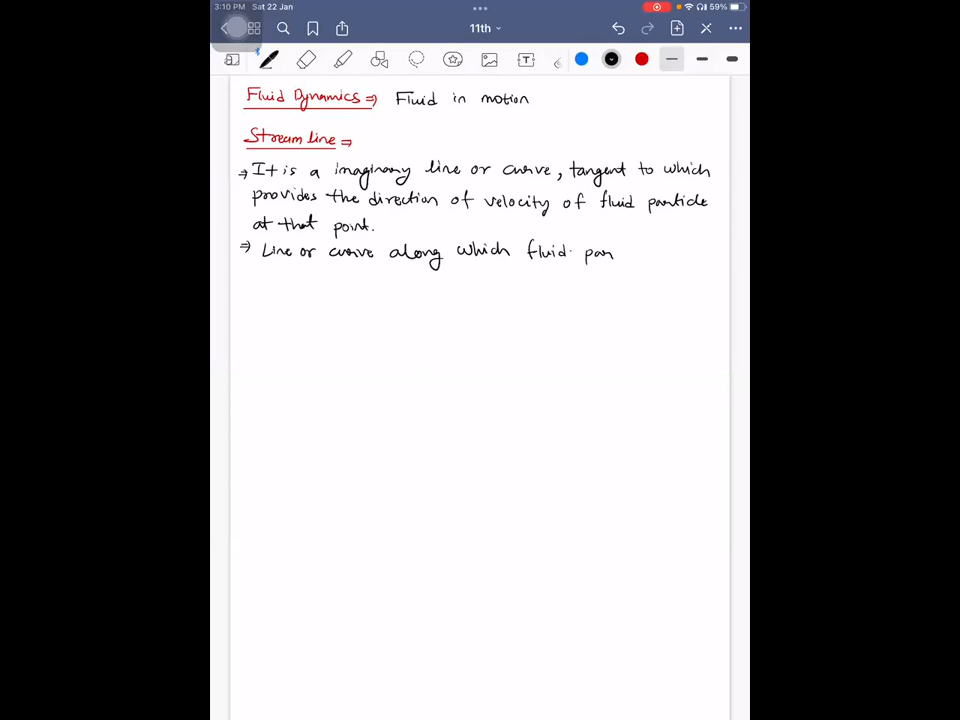 3:10 PM Sat 22 Jan 59%
11th
T
Fluid Dynamics ⇒ Fluid in motion
Stream line ⇒
→ It is a imaginary line or curve, tangent to which
provides the direction of velocity of fluid particle
at that point.
⇒ Line or curve along which fluid par